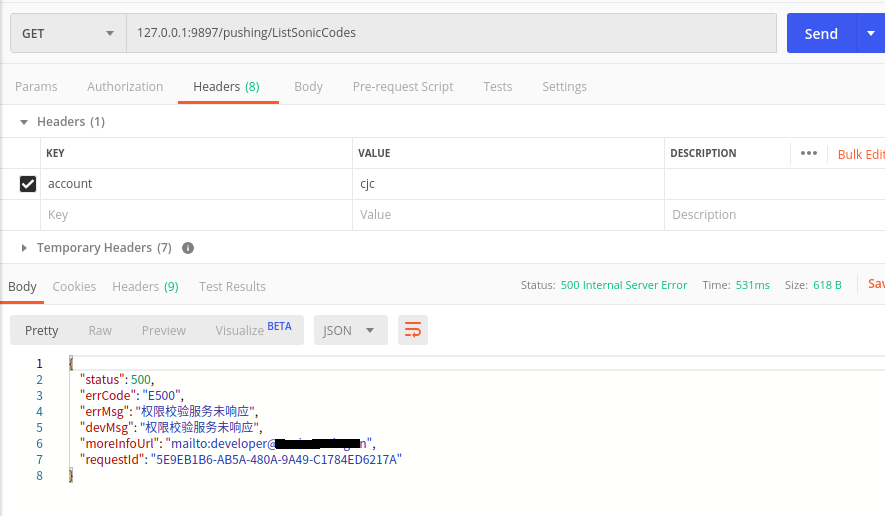 GET 127.0.0.1:9897/pushing/ListSonicCodes Send
Params Authorization Headers (8) Body Pre-request Script Tests Settings
Headers (1)
KEY VALUE DESCRIPTION ••• Bulk Edit
account cjc
Key Value Description
Temporary Headers (7)
Body Cookies Headers (9) Test Results Status: 500 Internal Server Error Time: 531ms Size: 618 B Sav
Pretty Raw Preview Visualize BETA JSON
1 {
2 "status": 500,
3 "errCode": "E500",
4 "errMsg": "权限校验服务未响应",
5 "devMsg": "权限校验服务未响应",
6 "moreInfoUrl": "mailto:developer@ n",
7 "requestId": "5E9EB1B6-AB5A-480A-9A49-C1784ED6217A"
8 }